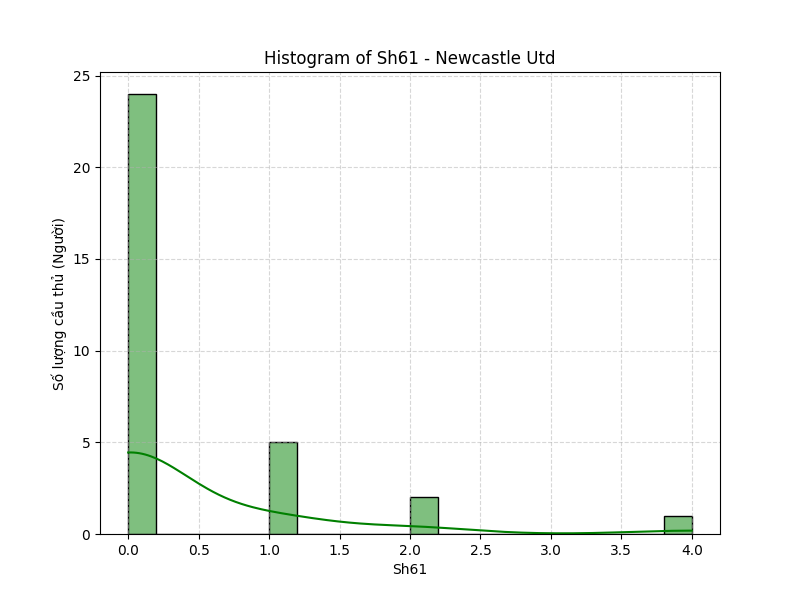 Histogram of Sh61 - Newcastle Utd
Số lượng cầu thủ (Người)
25
20
15
10
5
0
0.0 0.5 1.0 1.5 2.0 2.5 3.0 3.5 4.0
Sh61